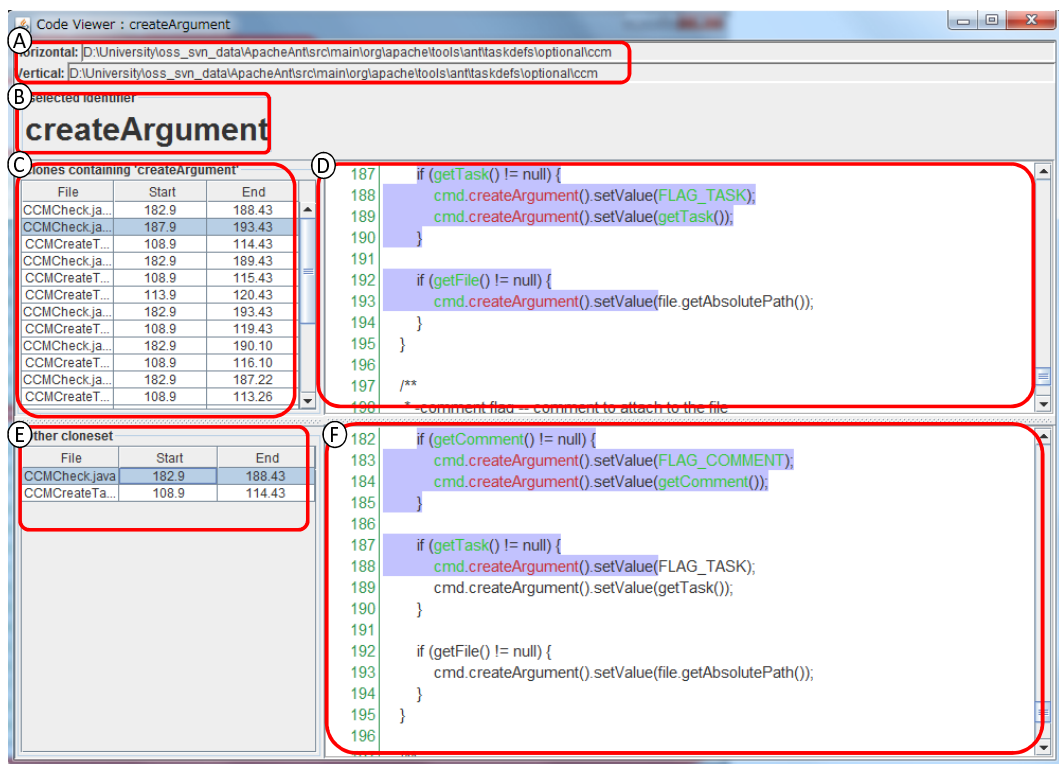 Code Viewer : createArgument
A
Horizontal: D:\University\oss_svn_data\ApacheAnt\src\main\org\apache\tools\ant\taskdefs\optional\ccm
Vertical: D:\University\oss_svn_data\ApacheAnt\src\main\org\apache\tools\ant\taskdefs\optional\ccm
B
selected identifier
createArgument
C
clones containing 'createArgument'
File Start End
CCMCheck.ja... 182.9 188.43
CCMCheck.ja... 187.9 193.43
CCMCreateT... 108.9 114.43
CCMCheck.ja... 182.9 189.43
CCMCreateT... 108.9 115.43
CCMCreateT... 113.9 120.43
CCMCheck.ja... 182.9 193.43
CCMCreateT... 108.9 119.43
CCMCheck.ja... 182.9 190.10
CCMCreateT... 108.9 116.10
CCMCheck.ja... 182.9 187.22
CCMCreateT... 108.9 113.26
D
187 if (getTask() != null) {
188 cmd.createArgument().setValue(FLAG_TASK);
189 cmd.createArgument().setValue(getTask());
190 }
191
192 if (getFile() != null) {
193 cmd.createArgument().setValue(file.getAbsolutePath());
194 }
195 }
196
197 /**
198 * -comment flag -- comment to attach to the file
E
other cloneset
File Start End
CCMCheck.java 182.9 188.43
CCMCreateTa... 108.9 114.43
F
182 if (getComment() != null) {
183 cmd.createArgument().setValue(FLAG_COMMENT);
184 cmd.createArgument().setValue(getComment());
185 }
186
187 if (getTask() != null) {
188 cmd.createArgument().setValue(FLAG_TASK);
189 cmd.createArgument().setValue(getTask());
190 }
191
192 if (getFile() != null) {
193 cmd.createArgument().setValue(file.getAbsolutePath());
194 }
195 }
196